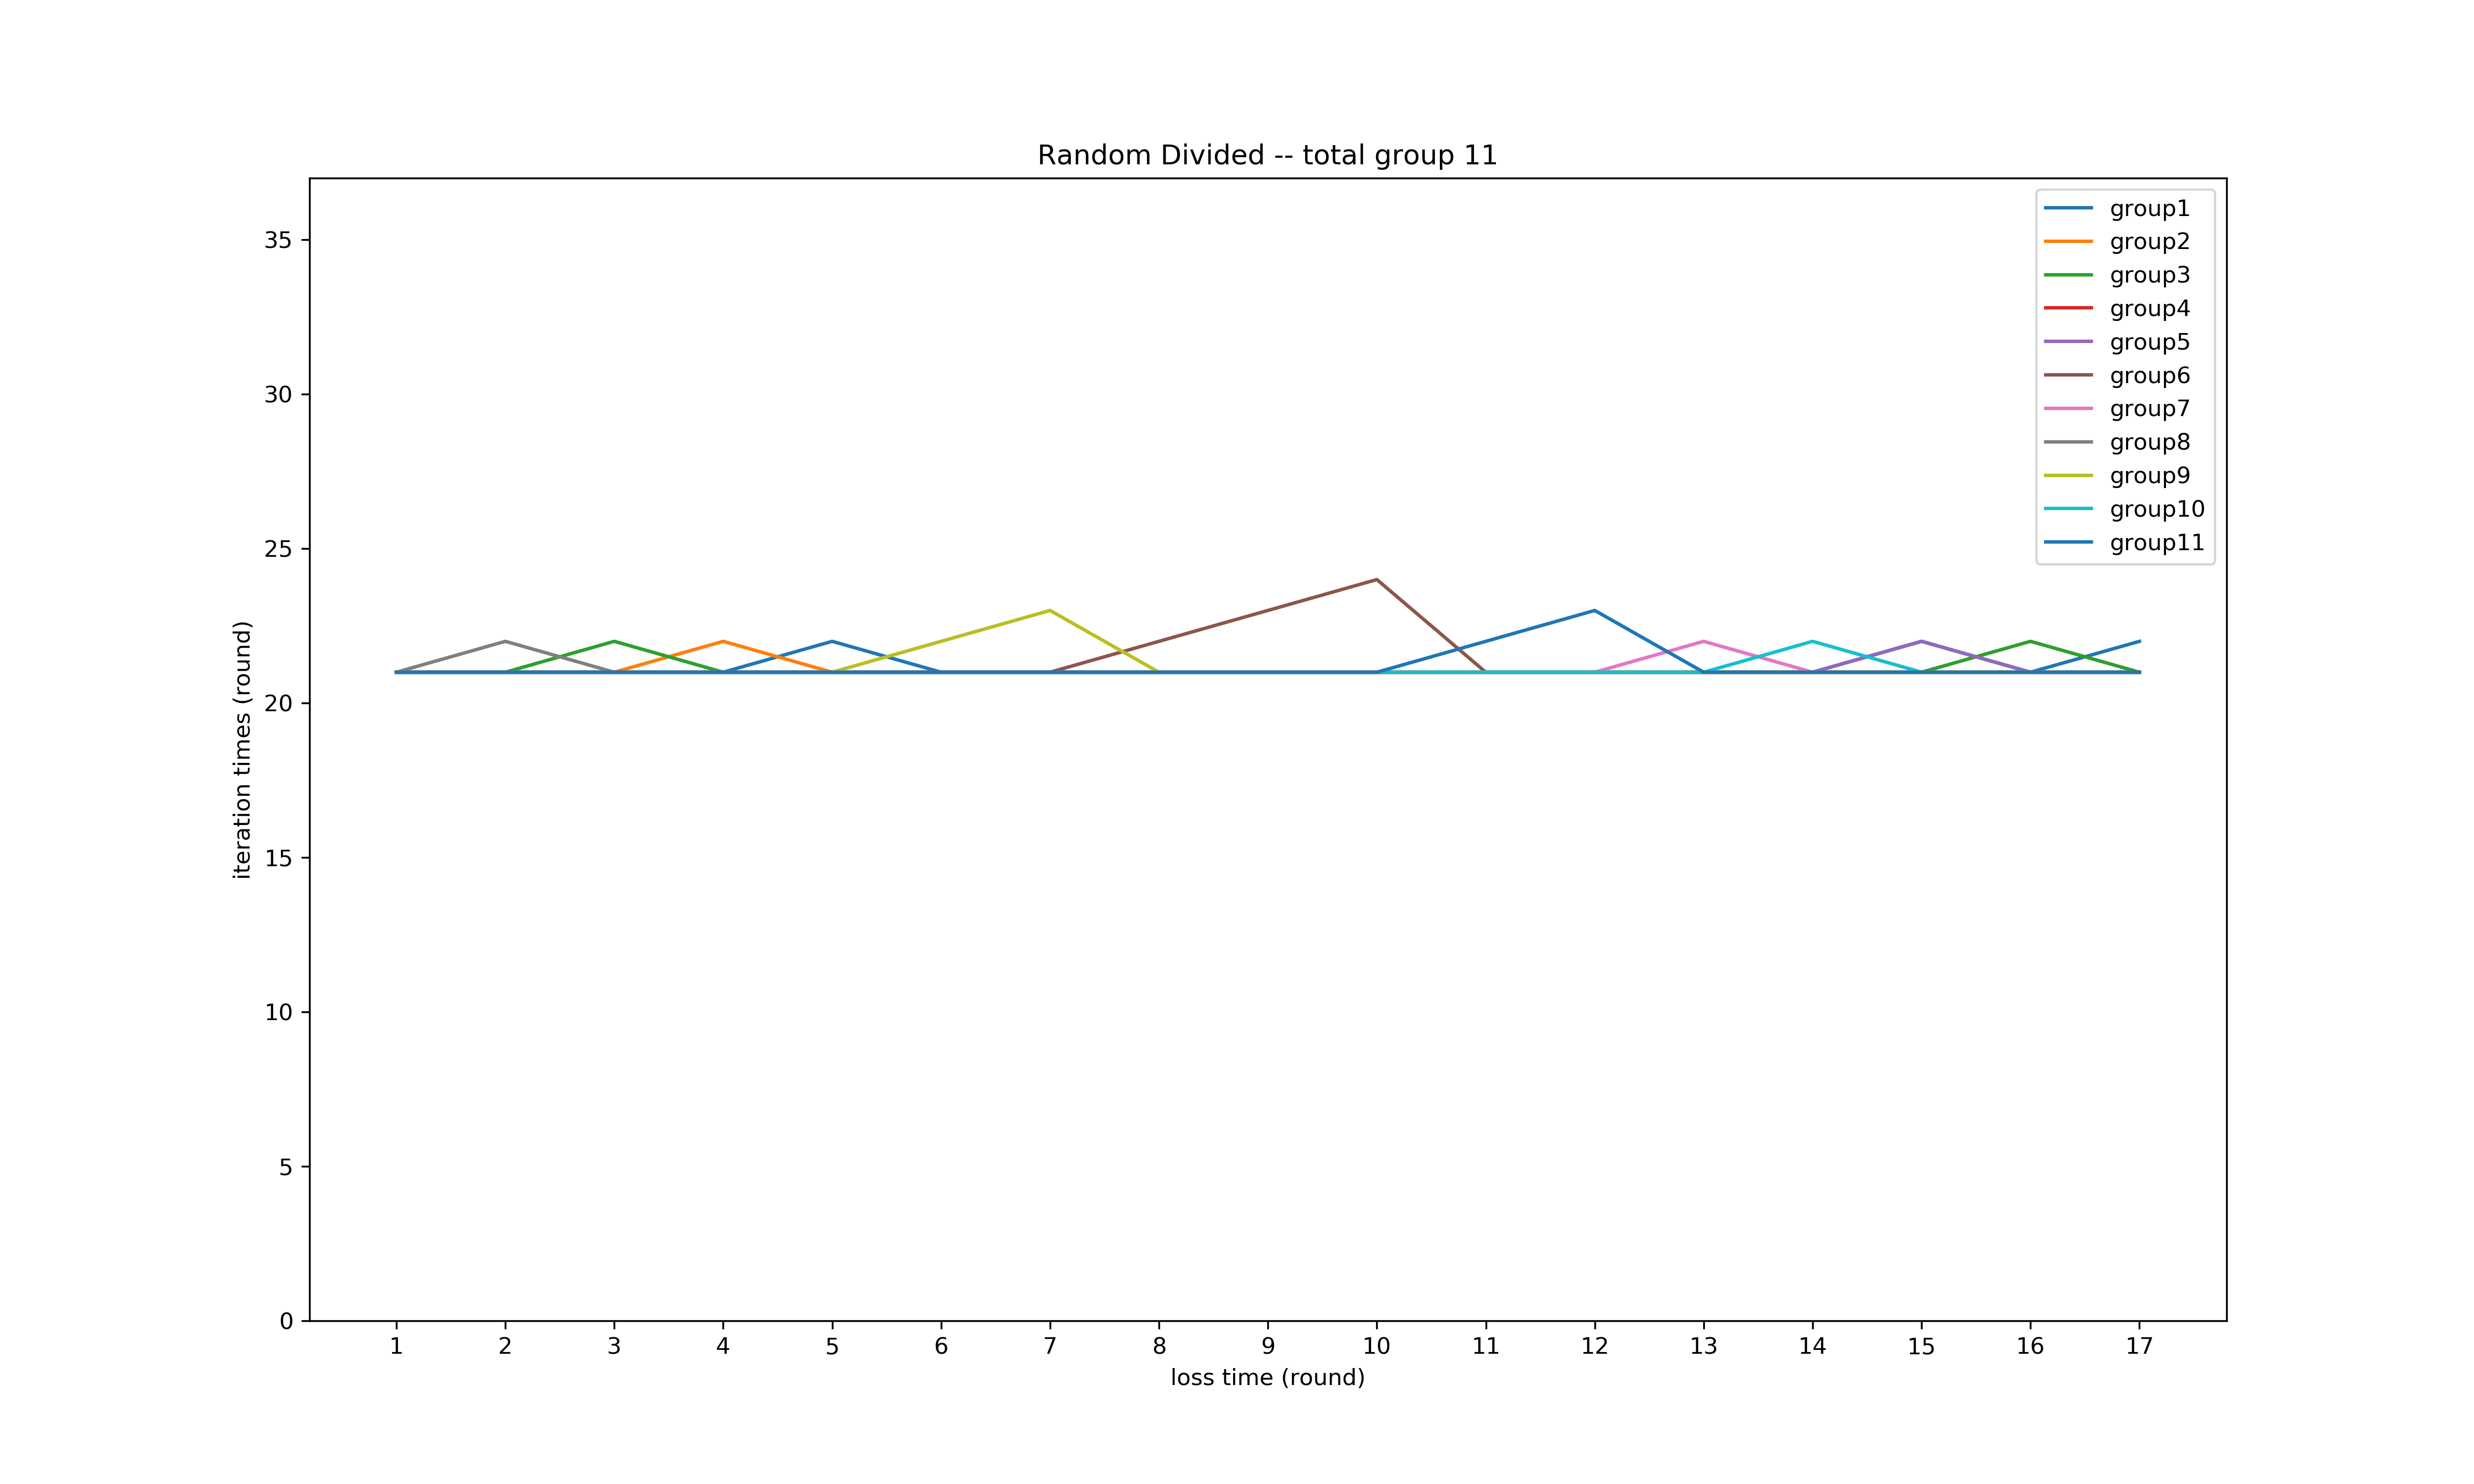 Random Divided -- total group 11
group1
group2
group3
group4
group5
group6
group7
group8
group9
group10
group11
iteration times (round)
35
30
25
20
15
10
5
0
1 2 3 4 5 6 7 8 9 10 11 12 13 14 15 16 17
loss time (round)